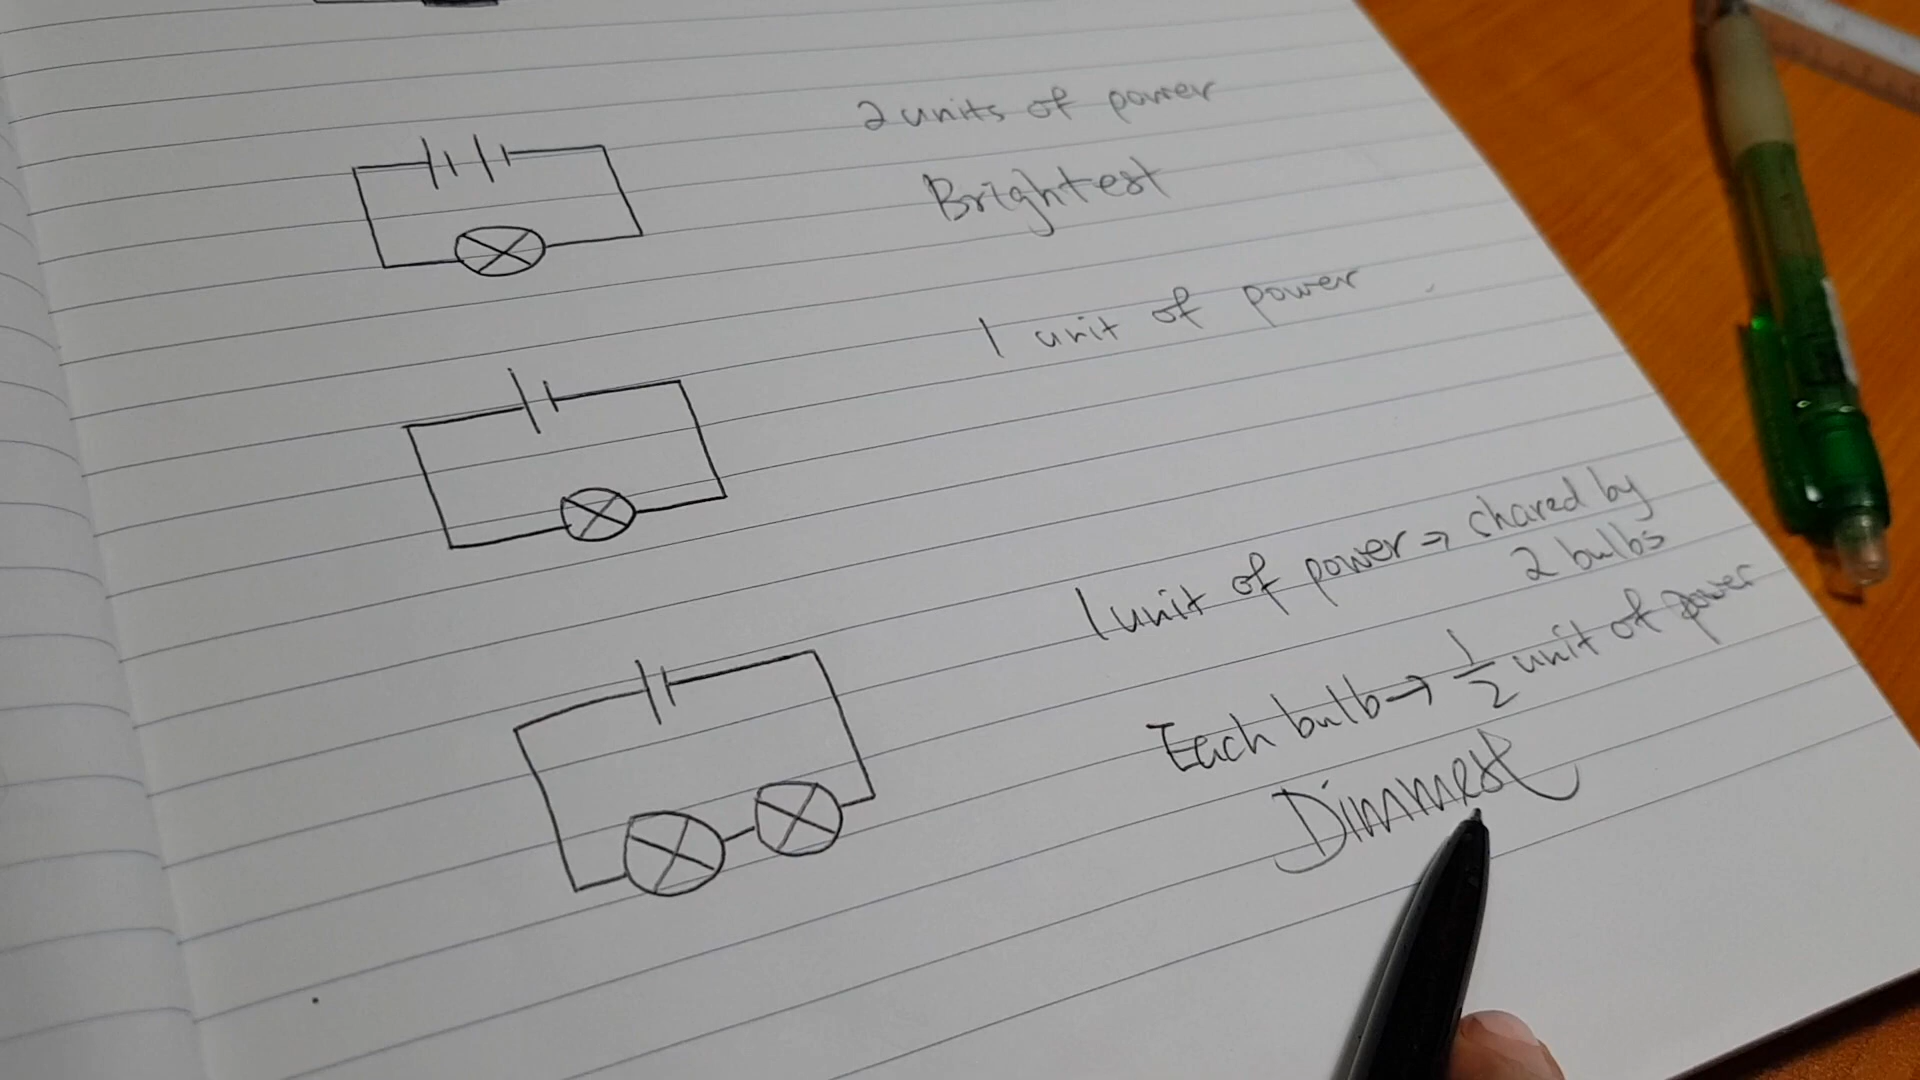 2 units of power
Brightest
1 unit of power
1 unit of power → shared by
2 bulbs
Each bulb → 1/2 unit of power
Dimmest